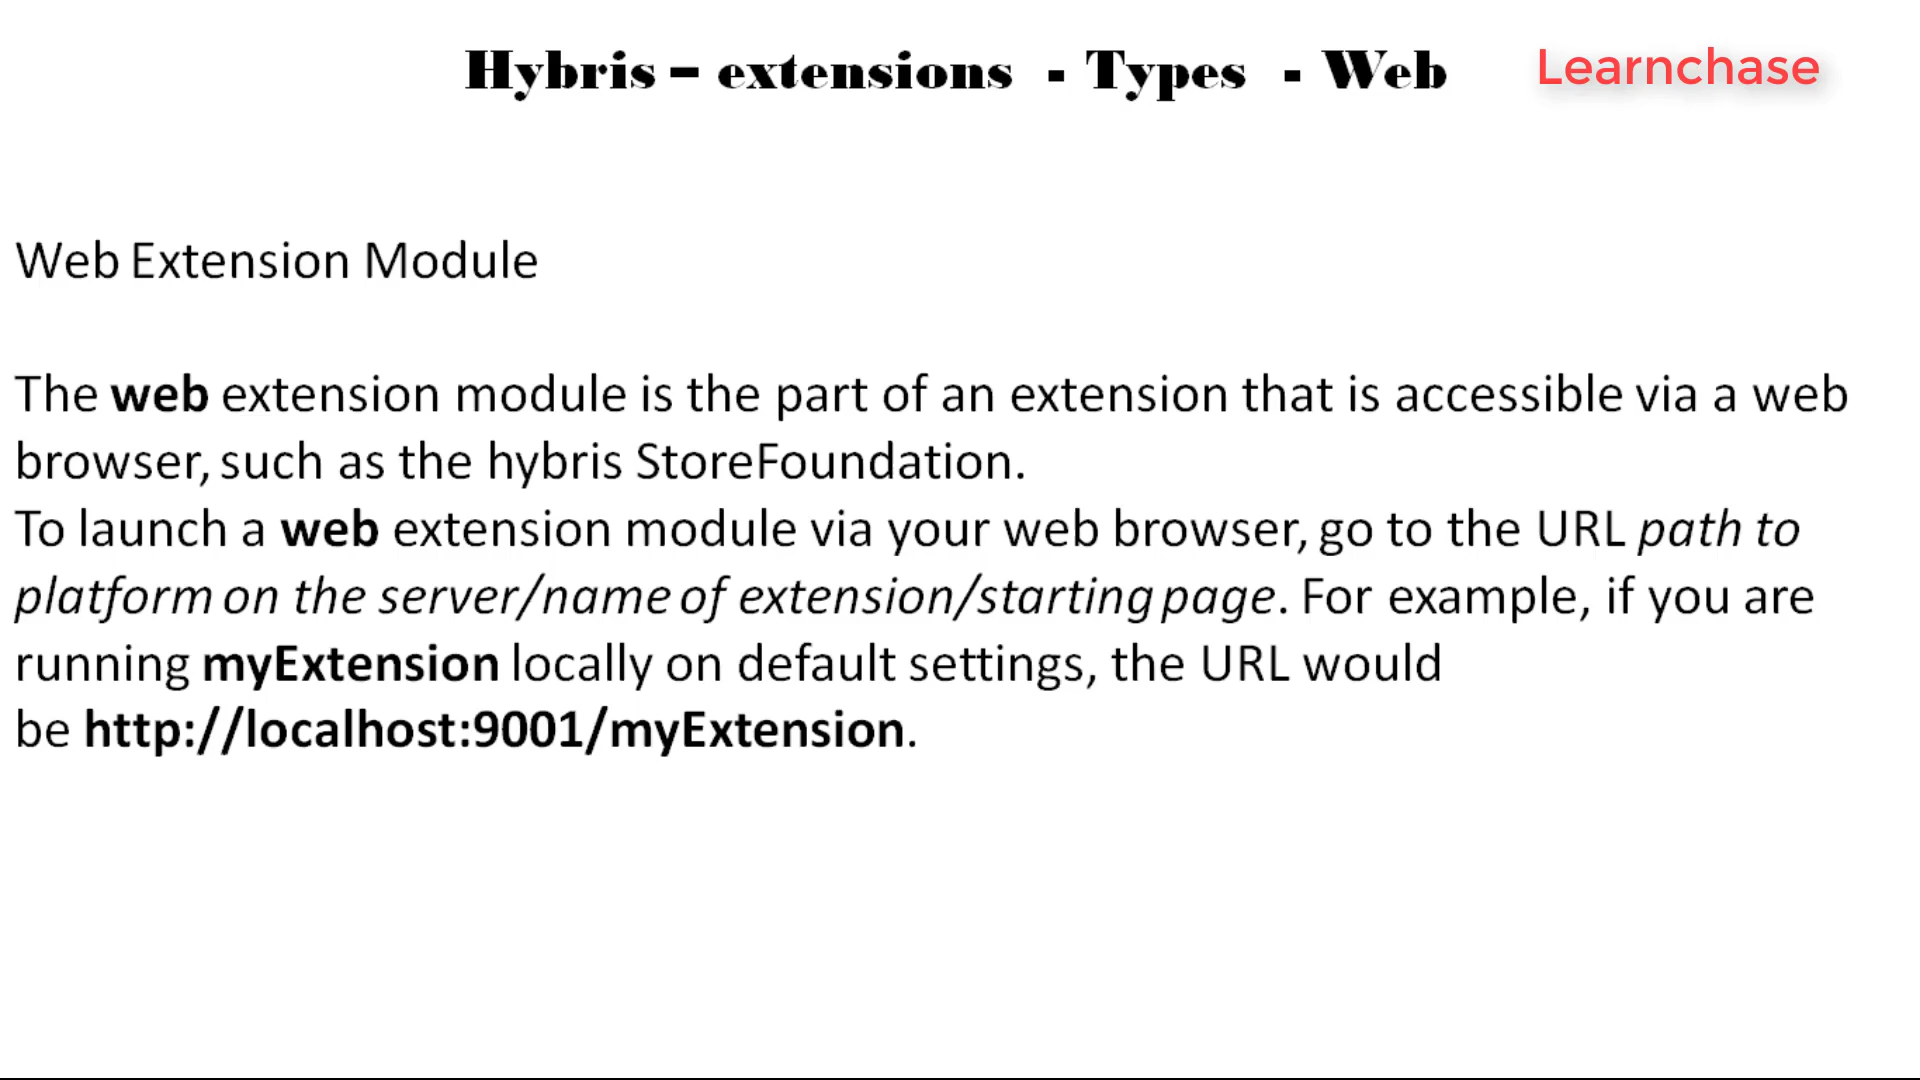 Hybris – extensions - Types - Web
Learnchase
Web Extension Module
The web extension module is the part of an extension that is accessible via a web
browser, such as the hybris StoreFoundation.
To launch a web extension module via your web browser, go to the URL path to
platform on the server/name of extension/starting page. For example, if you are
running myExtension locally on default settings, the URL would
be http://localhost:9001/myExtension.